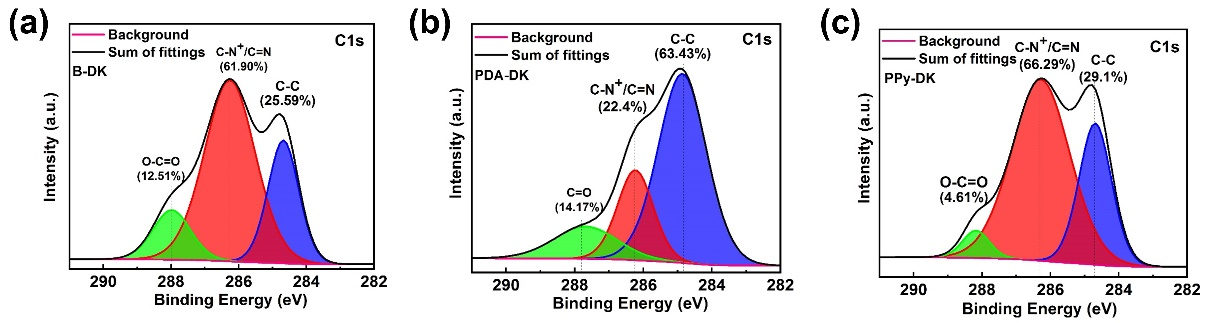 (a)
Background
Sum of fittings
B-DK
C-N+/C=N
(61.90%)
C1s
C-C
(25.59%)
O-C=O
(12.51%)
Intensity (a.u.)
290 288 286 284 282
Binding Energy (eV)
(b)
Background
Sum of fittings
PDA-DK
C-C
(63.43%)
C1s
C-N+/C=N
(22.4%)
C=O
(14.17%)
Intensity (a.u.)
290 288 286 284 282
Binding Energy (eV)
(c)
Background
Sum of fittings
PPy-DK
C-N+/C=N
(66.29%)
C1s
C-C
(29.1%)
O-C=O
(4.61%)
Intensity (a.u.)
290 288 286 284 282
Binding Energy (eV)